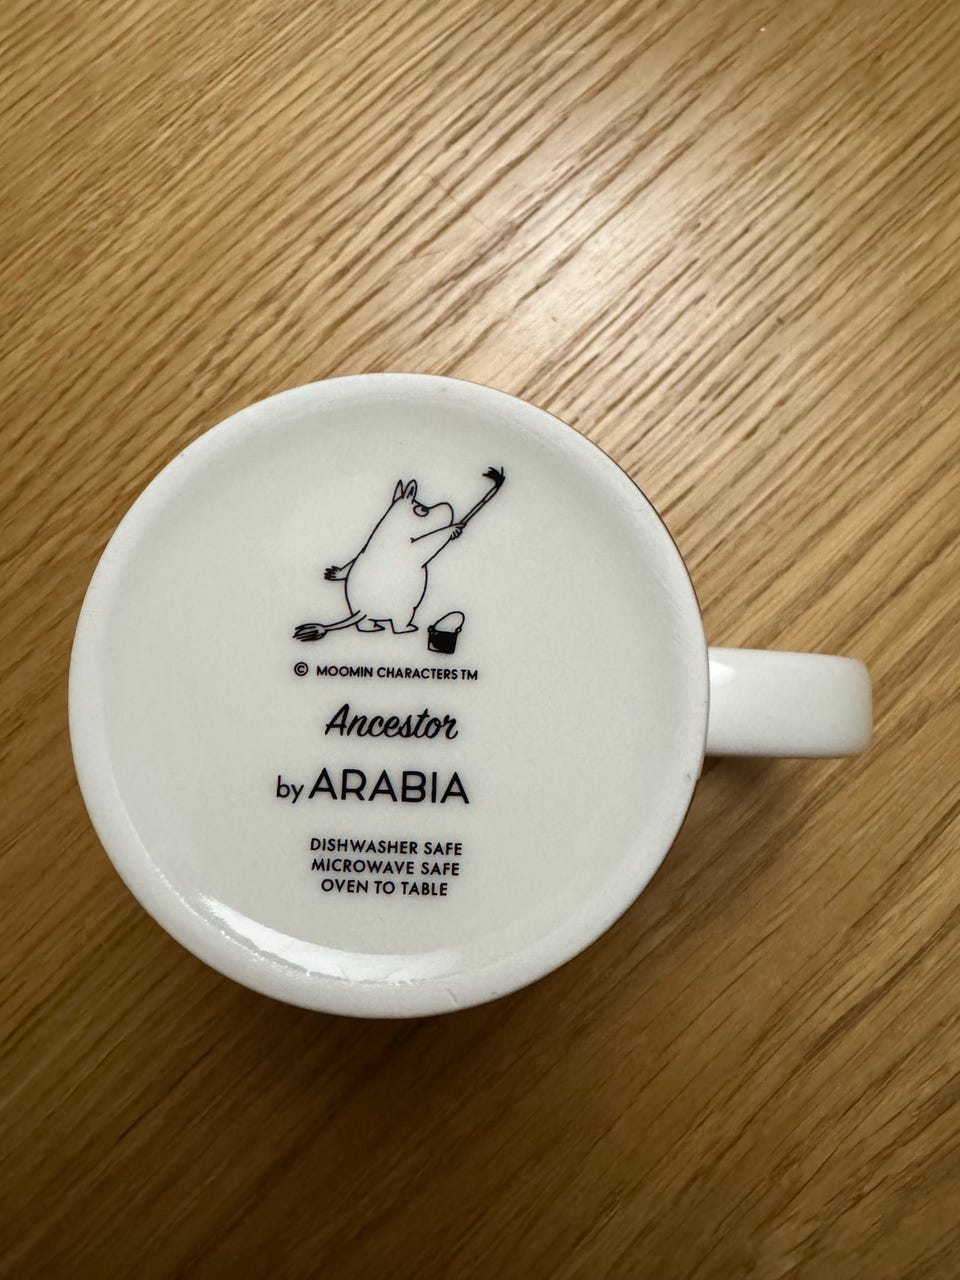 © MOOMIN CHARACTERS TM
Ancestor
by ARABIA
DISHWASHER SAFE
MICROWAVE SAFE
OVEN TO TABLE